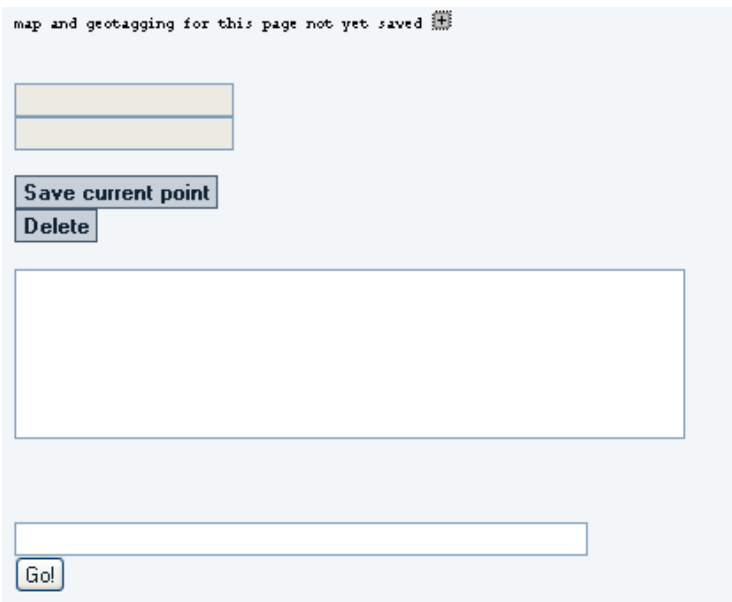 map and geotagging for this page not yet saved +
Save current point
Delete
Go!